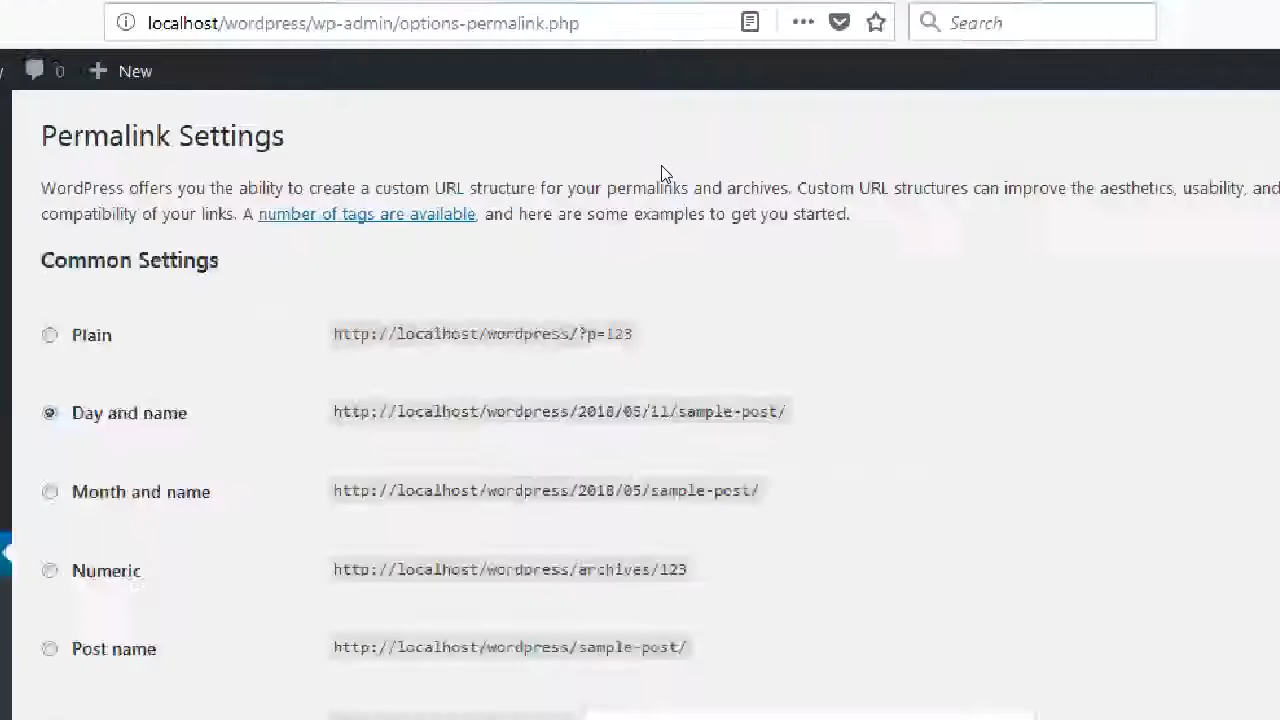 localhost/wordpress/wp-admin/options-permalink.php
Search
0 New
Permalink Settings
WordPress offers you the ability to create a custom URL structure for your permalinks and archives. Custom URL structures can improve the aesthetics, usability, and
compatibility of your links. A number of tags are available, and here are some examples to get you started.
Common Settings
Plain http://localhost/wordpress/?p=123
Day and name http://localhost/wordpress/2018/05/11/sample-post/
Month and name http://localhost/wordpress/2018/05/sample-post/
Numeric http://localhost/wordpress/archives/123
Post name http://localhost/wordpress/sample-post/